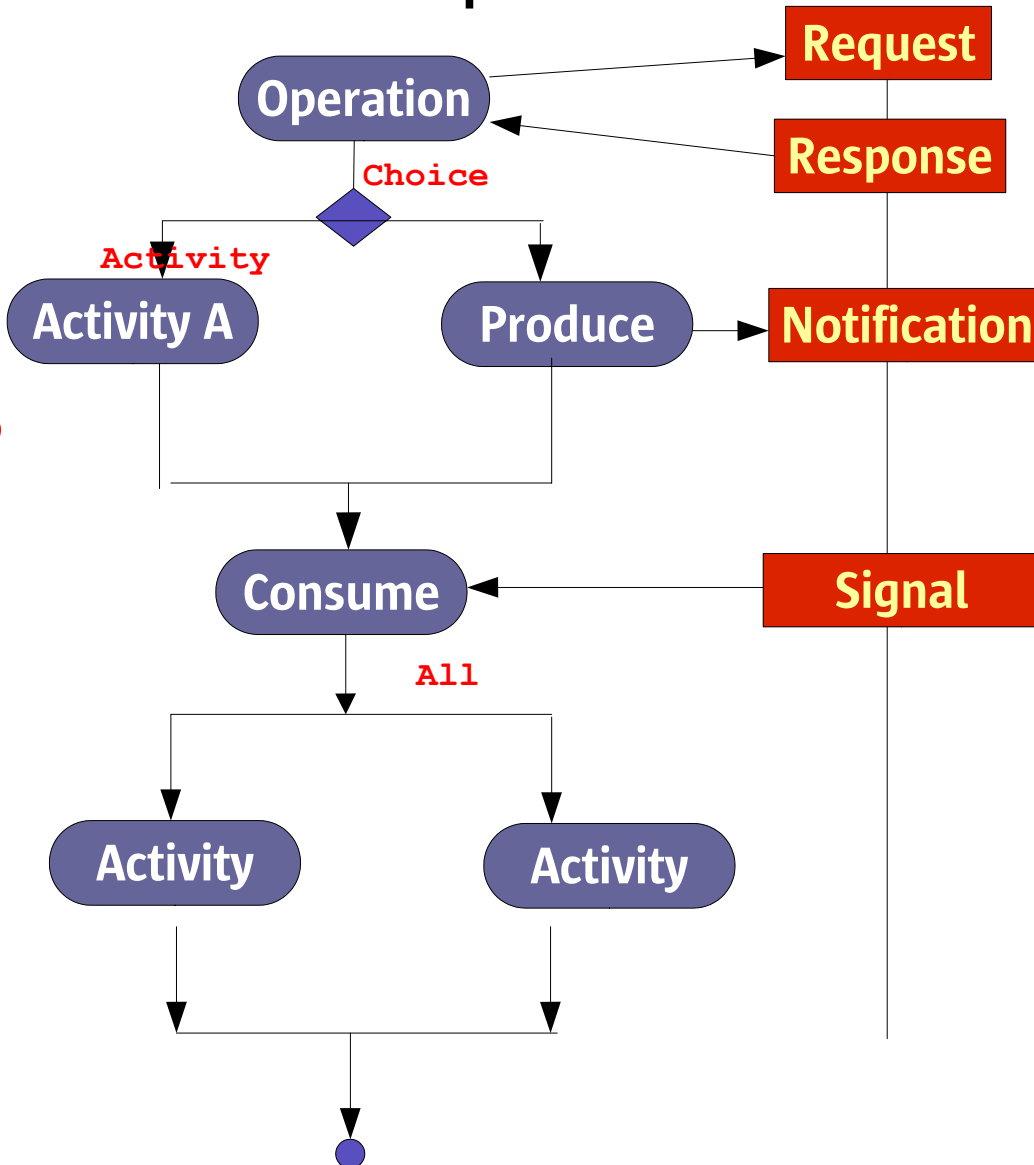 Request
Operation
Response
Choice
Activity
Activity A
Produce
Notification
Consume
Signal
All
Activity
Activity